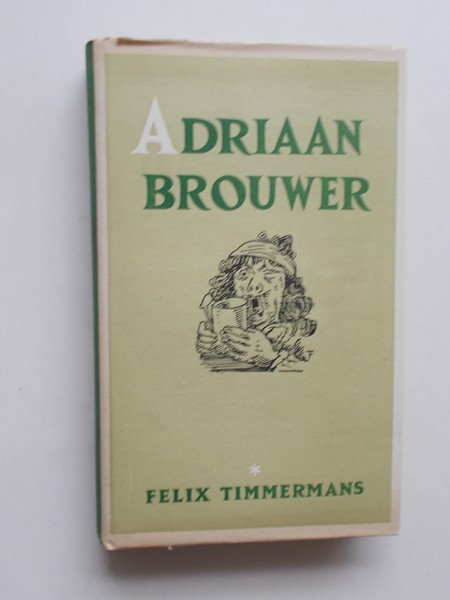 ADRIAAN
BROUWER
*
FELIX TIMMERMANS